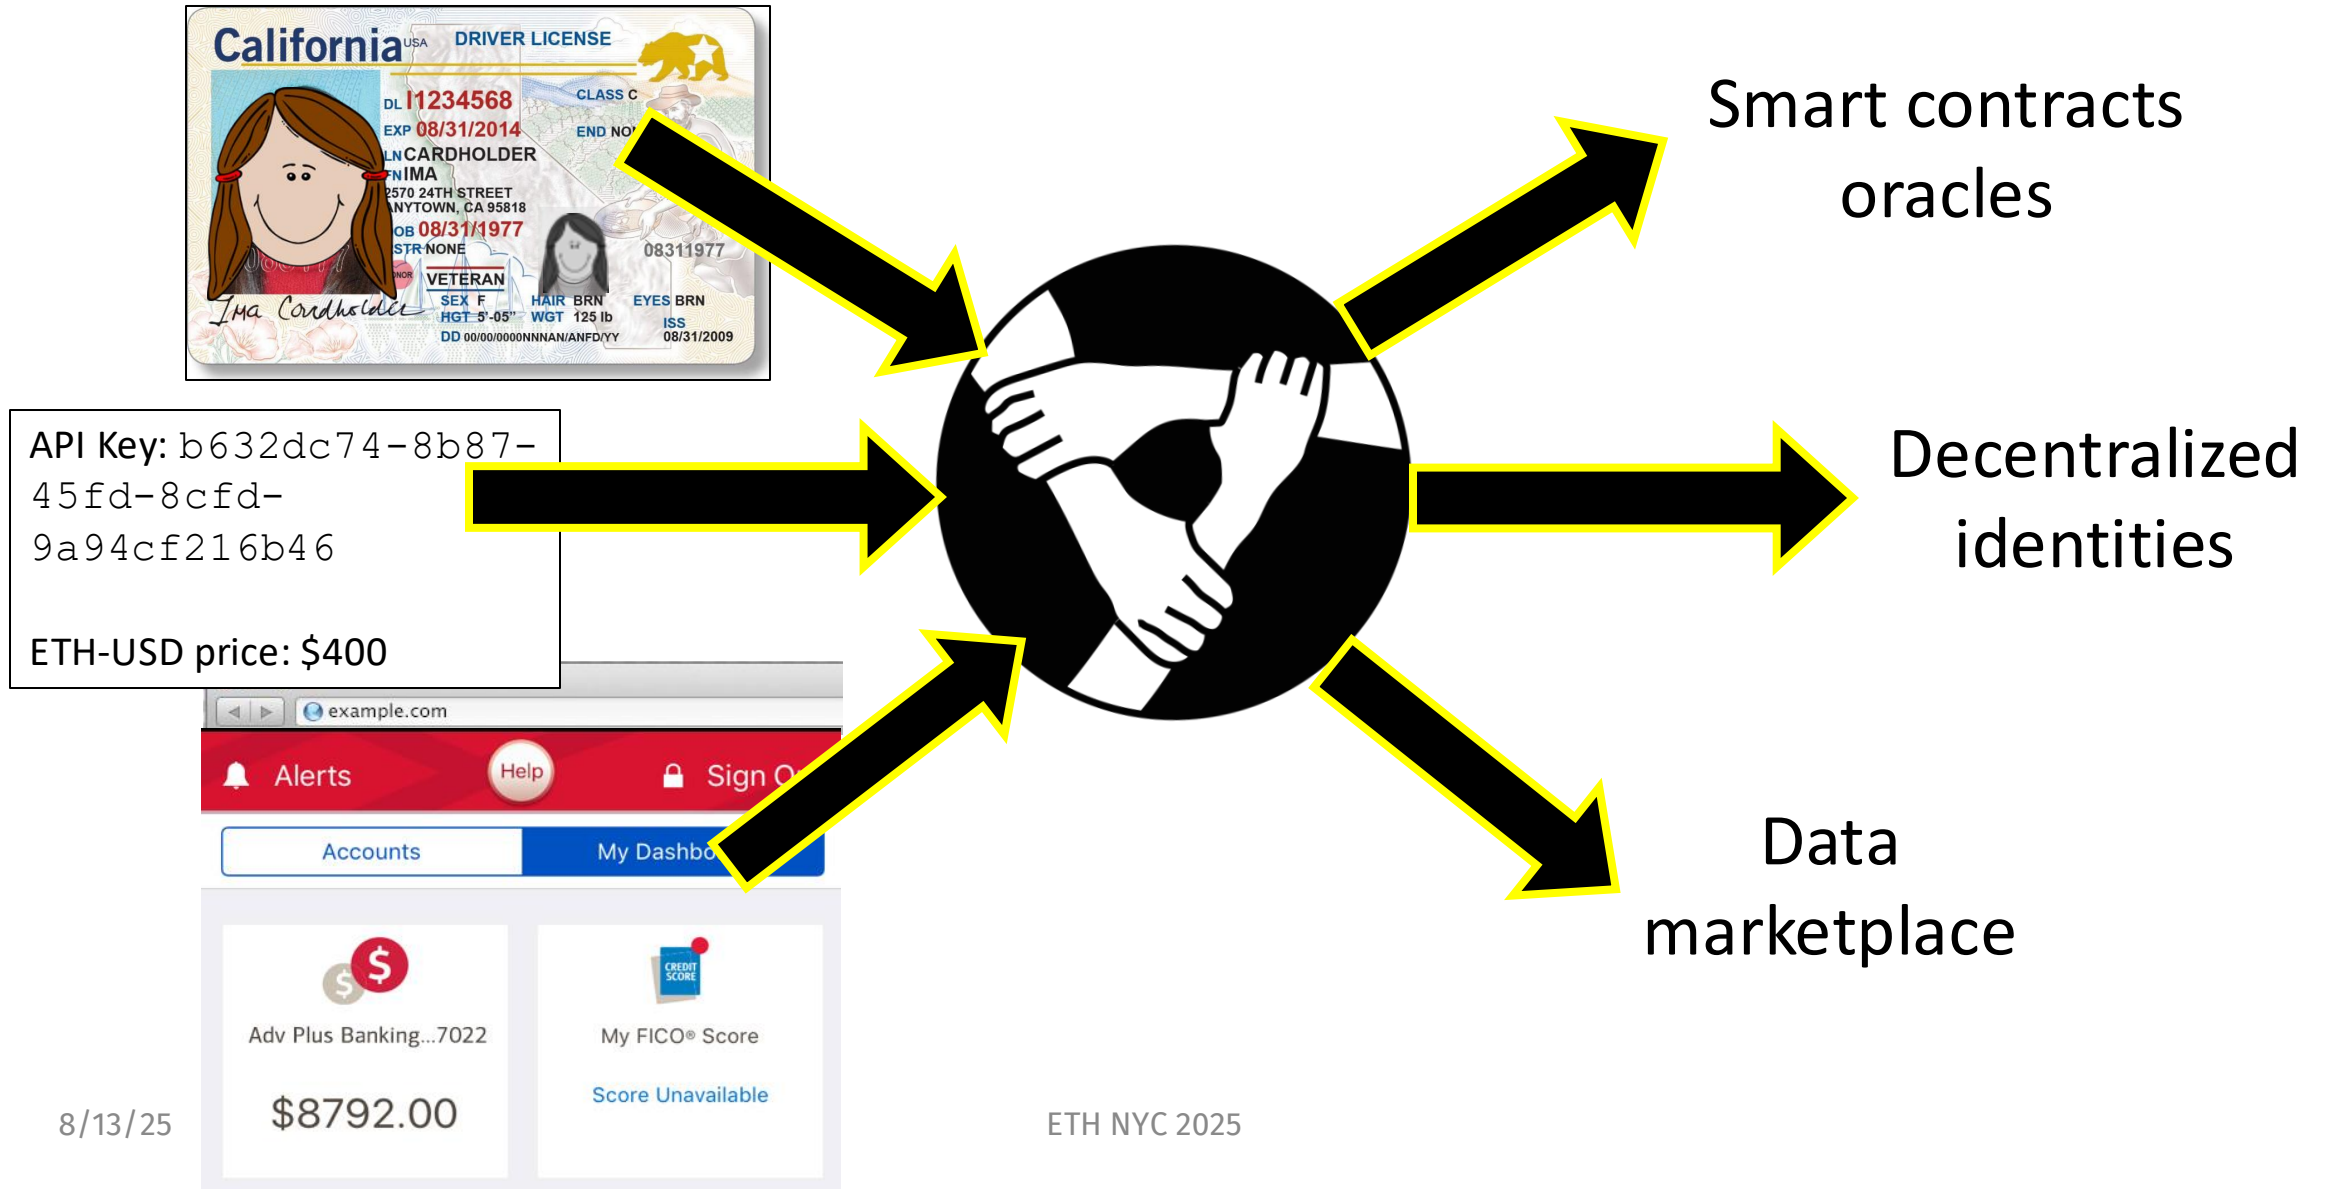 California USA DRIVER LICENSE
DL I1234568 CLASS C
EXP 08/31/2014 END
LN CARDHOLDER
FN IMA
2570 24TH STREET
ANYTOWN, CA 95818
08/31/1977
NONE
08311977
VETERAN
SEX F HAIR BRN EYES BRN
HGT 5'-05" WGT 125 lb ISS
DD 00/00/0000NNNAN/ANFD/YY 08/31/2009
Ima Cardholder
API Key: b632dc74-8b87-
45fd-8cfd-
9a94cf216b46
ETH-USD price: $400
example.com
Alerts Help Sign
Accounts My
$ $ CREDIT
SCORE
Adv Plus Banking...7022 My FICO® Score
$8792.00 Score Unavailable
Smart contracts
oracles
Decentralized
identities
Data
marketplace
8/13/25 ETH NYC 2025